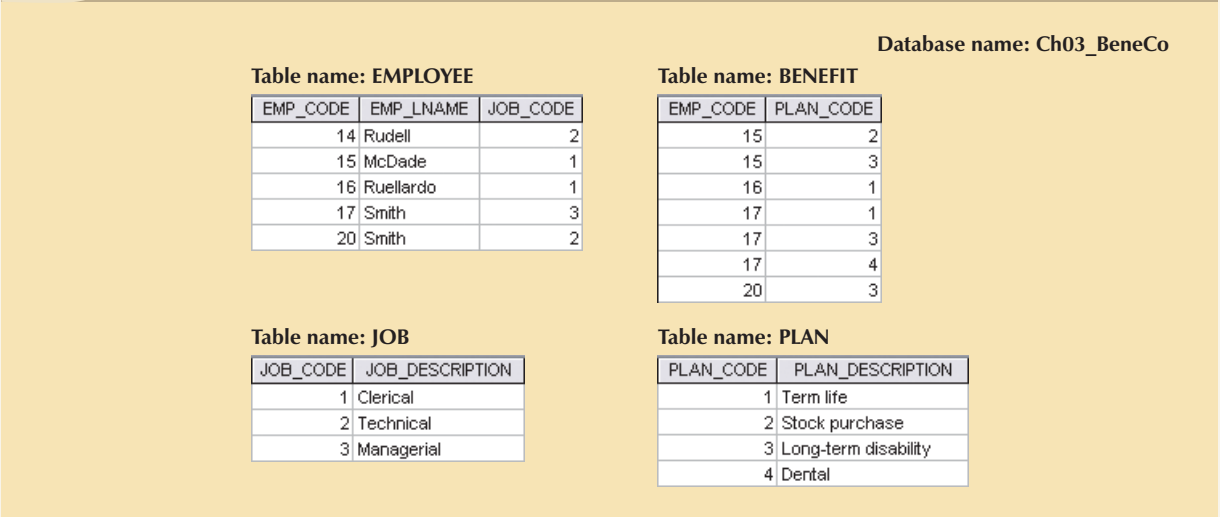 Database name: Ch03_BeneCo
Table name: EMPLOYEE
EMP_CODE EMP_LNAME JOB_CODE
14 Rudell 2
15 McDade 1
16 Ruellardo 1
17 Smith 3
20 Smith 2
Table name: BENEFIT
EMP_CODE PLAN_CODE
15 2
15 3
16 1
17 1
17 3
17 4
20 3
Table name: JOB
JOB_CODE JOB_DESCRIPTION
1 Clerical
2 Technical
3 Managerial
Table name: PLAN
PLAN_CODE PLAN_DESCRIPTION
1 Term life
2 Stock purchase
3 Long-term disability
4 Dental